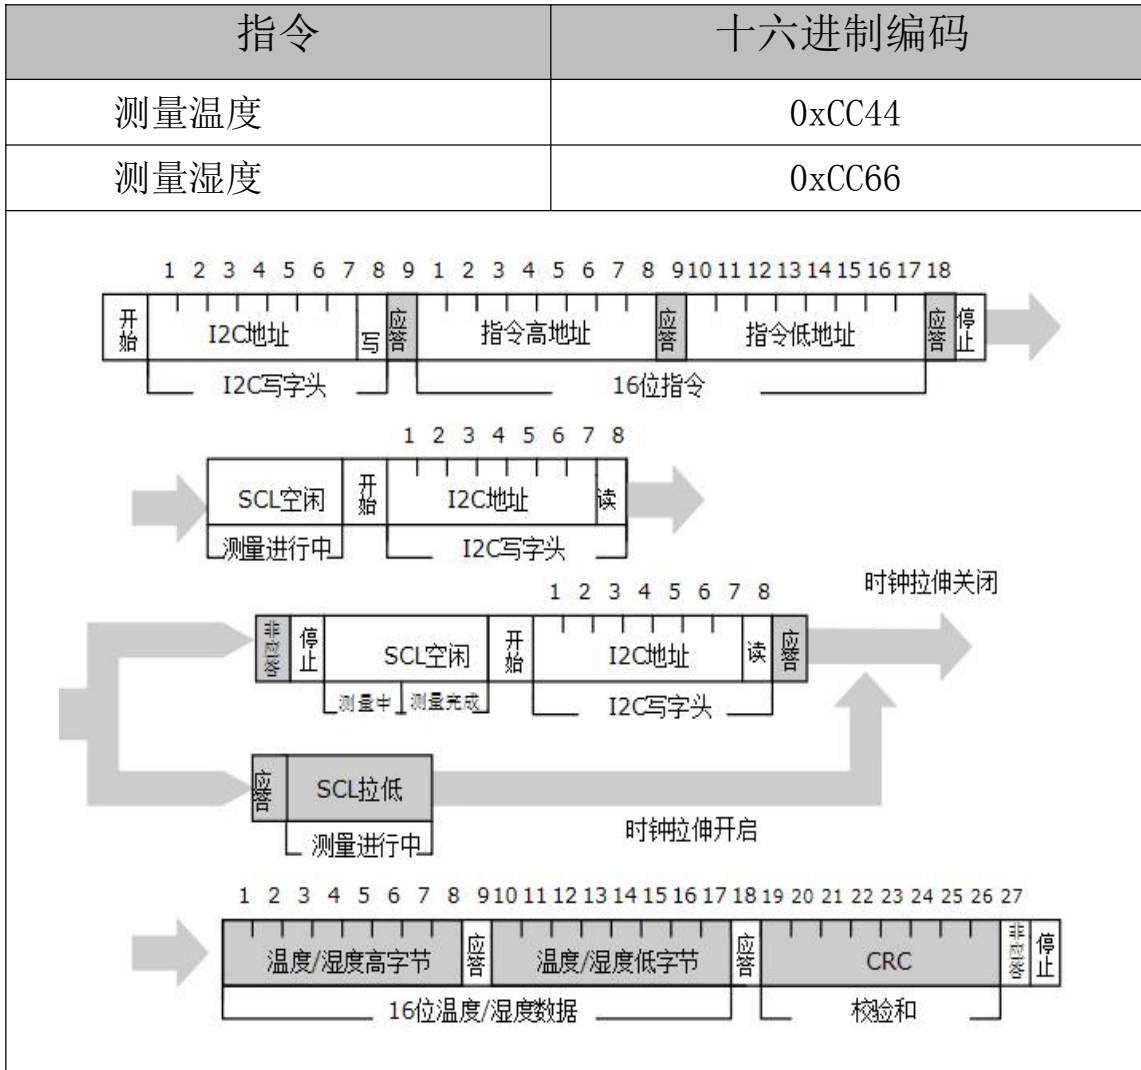 指令 十六进制编码
测量温度 0xCC44
测量湿度 0xCC66
1 2 3 4 5 6 7 8 9 1 2 3 4 5 6 7 8 9 10 11 12 13 14 15 16 17 18
开始 I2C地址 写 应答 指令高地址 应答 指令低地址 应答 停止
I2C写字头 16位指令
1 2 3 4 5 6 7 8
SCL空闲 开始 I2C地址 读
测量进行中 I2C写字头
时钟拉伸关闭
1 2 3 4 5 6 7 8
非应答 停止 SCL空闲 开始 I2C地址 读 应答
测量中 测量完成 I2C写字头
应答 SCL拉低
时钟拉伸开启
测量进行中
1 2 3 4 5 6 7 8 9 10 11 12 13 14 15 16 17 18 19 20 21 22 23 24 25 26 27
温度/湿度高字节 应答 温度/湿度低字节 应答 CRC 非应答 停止
16位温度/湿度数据 校验和